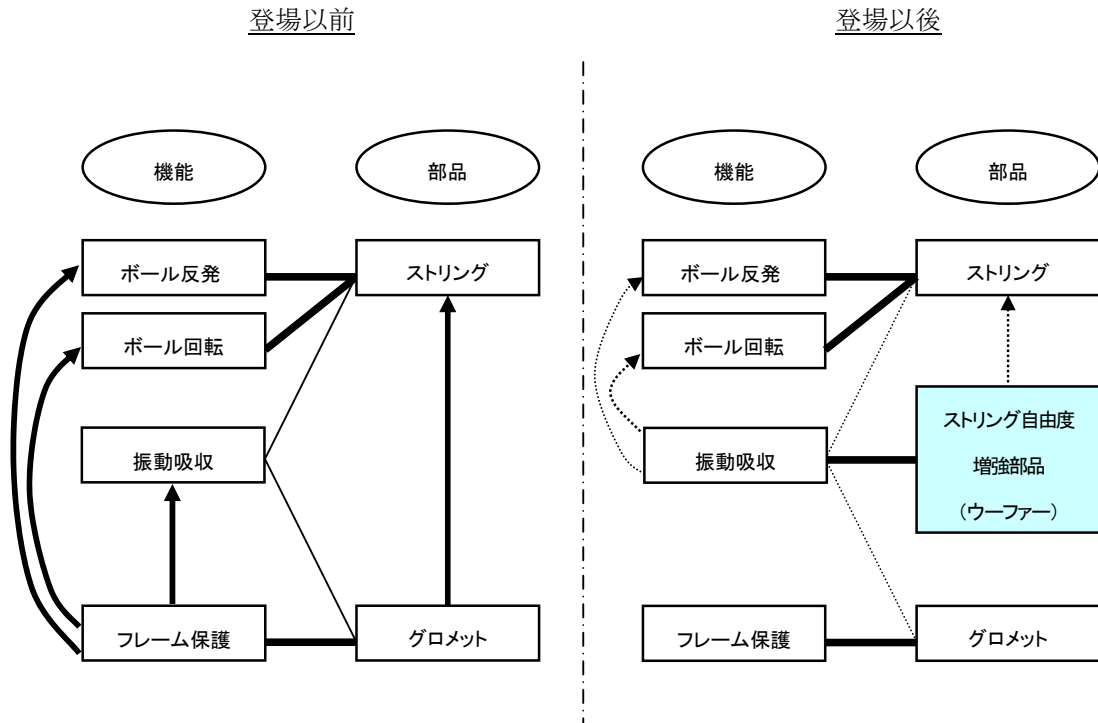 登場以前
機能
部品
ボール反発
ストリング
ボール回転
振動吸収
フレーム保護
グロメット
登場以後
機能
部品
ボール反発
ストリング
ボール回転
振動吸収
ストリング自由度
増強部品
（ウーファー）
フレーム保護
グロメット